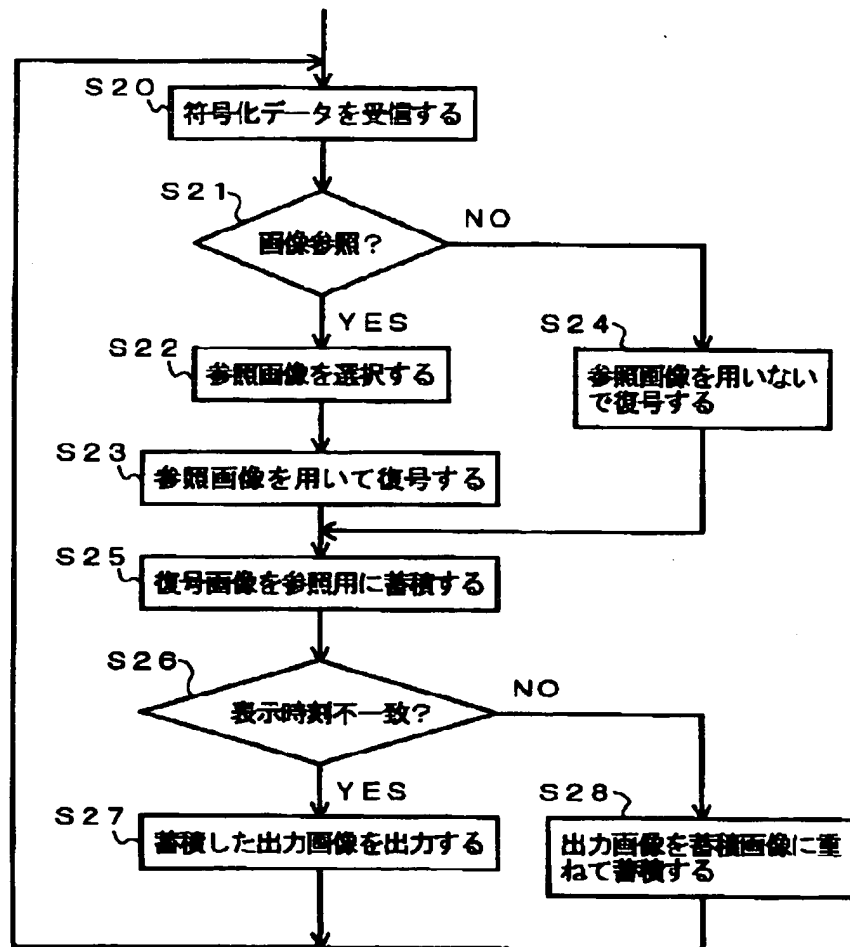 S20
符号化データを受信する
S21
画像参照?
NO
YES
S22
参照画像を選択する
S24
参照画像を用いない
で復号する
S23
参照画像を用いて復号する
S25
復号画像を参照用に蓄積する
S26
表示時刻不一致?
NO
YES
S27
蓄積した出力画像を出力する
S28
出力画像を蓄積画像に重
ねて蓄積する